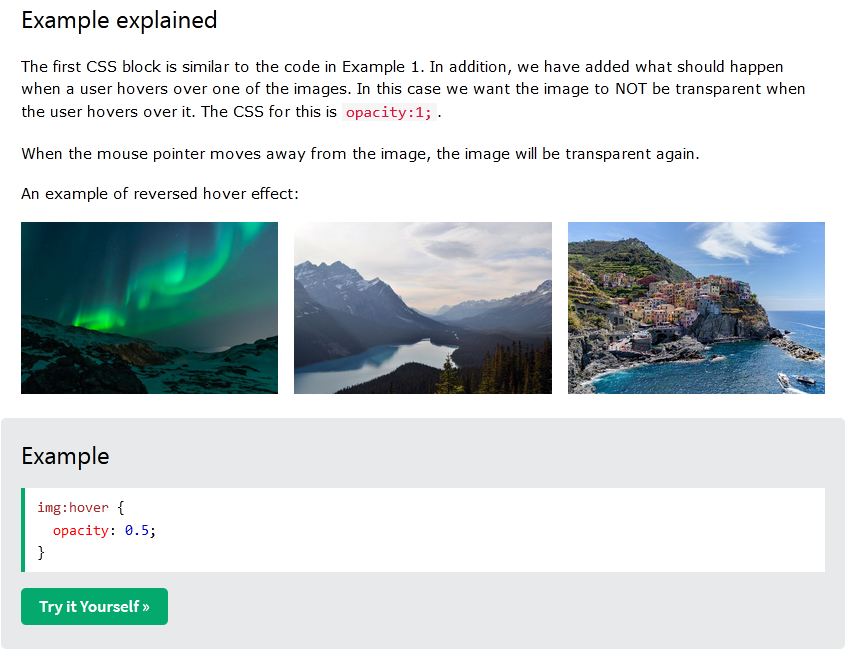 Example explained
The first CSS block is similar to the code in Example 1. In addition, we have added what should happen
when a user hovers over one of the images. In this case we want the image to NOT be transparent when
the user hovers over it. The CSS for this is opacity:1;.
When the mouse pointer moves away from the image, the image will be transparent again.
An example of reversed hover effect:
Example
img:hover {
  opacity: 0.5;
}
Try it Yourself »